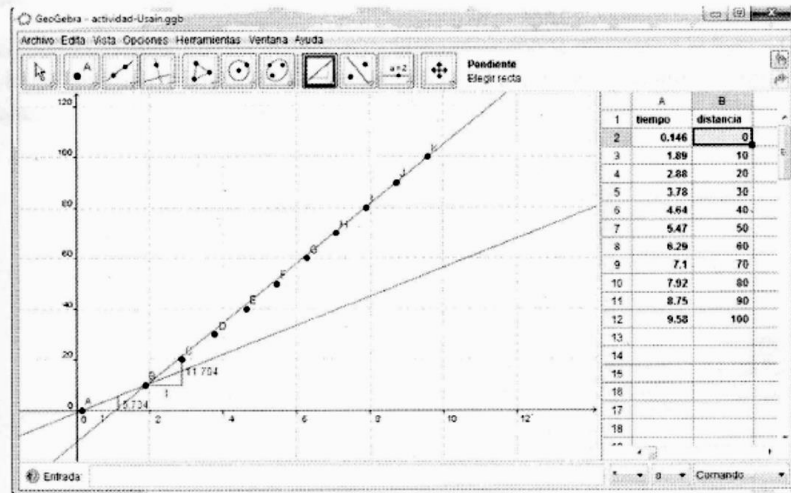 GeoGebra - actividad-Usain.ggb
Archivo Edita Vista Opciones Herramientas Ventana Ayuda
A
a=2
Pendiente
Elegir recta
A B
1 tiempo distancia
2 0.146 0
3 1.89 10
4 2.88 20
5 3.78 30
6 4.64 40
7 5.47 50
8 6.29 60
9 7.1 70
10 7.92 80
11 8.75 90
12 9.58 100
13
14
15
16
17
18
120
100
80
60
40
20
0
0 1 2 4 6 8 10 12
A B C D E F G H I J K
11.704
1
5.734
Entrada
α
Comando